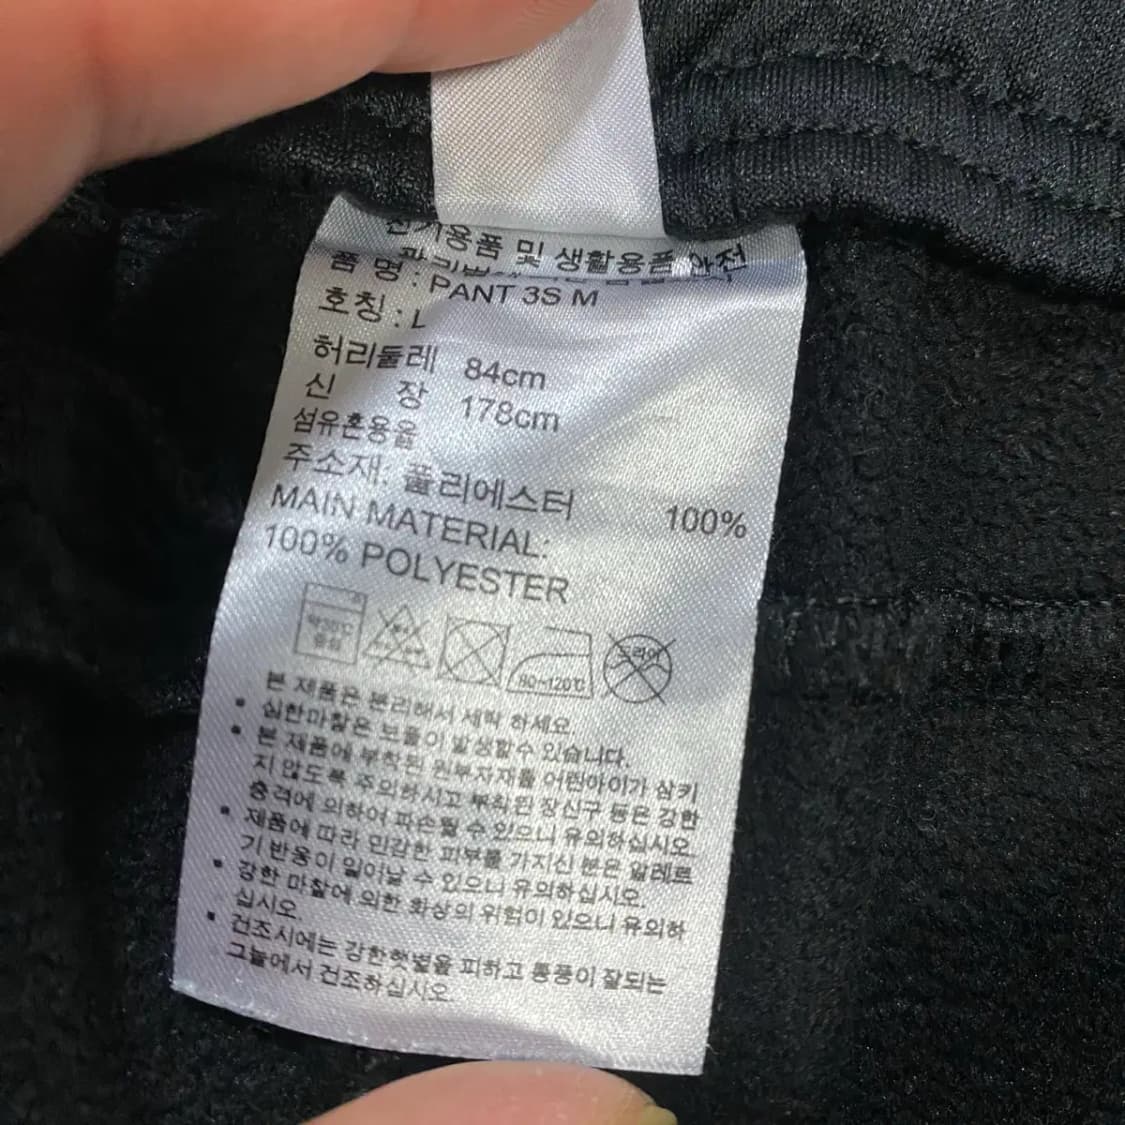 전기용품 및 생활용품 안전
품 명 : PANT 3S M
호칭 : L
허리둘레 84cm
신 장 178cm
섬유혼용율
주소재: 폴리에스터 100%
MAIN MATERIAL:
100% POLYESTER
약30℃
중성
80~120℃
드라이
본 제품은 분리해서 세탁 하세요.
▪ 심한마찰은 보풀이 발생할수 있습니다.
▪ 본 제품에 부착된 원부자재를 어린아이가 삼키
지 않도록 주의하시고 부착된 장신구 등은 강한
충격에 의하여 파손될 수 있으니 유의하십시오.
▪ 제품에 따라 민감한 피부를 가지신 분은 알레르
기 반응이 일어날 수 있으니 유의하십시오.
▪ 강한 마찰에 의한 화상의 위험이 있으니 유의하
십시오.
▪ 건조시에는 강한햇볕을 피하고 통풍이 잘되는
그늘에서 건조하십시오.